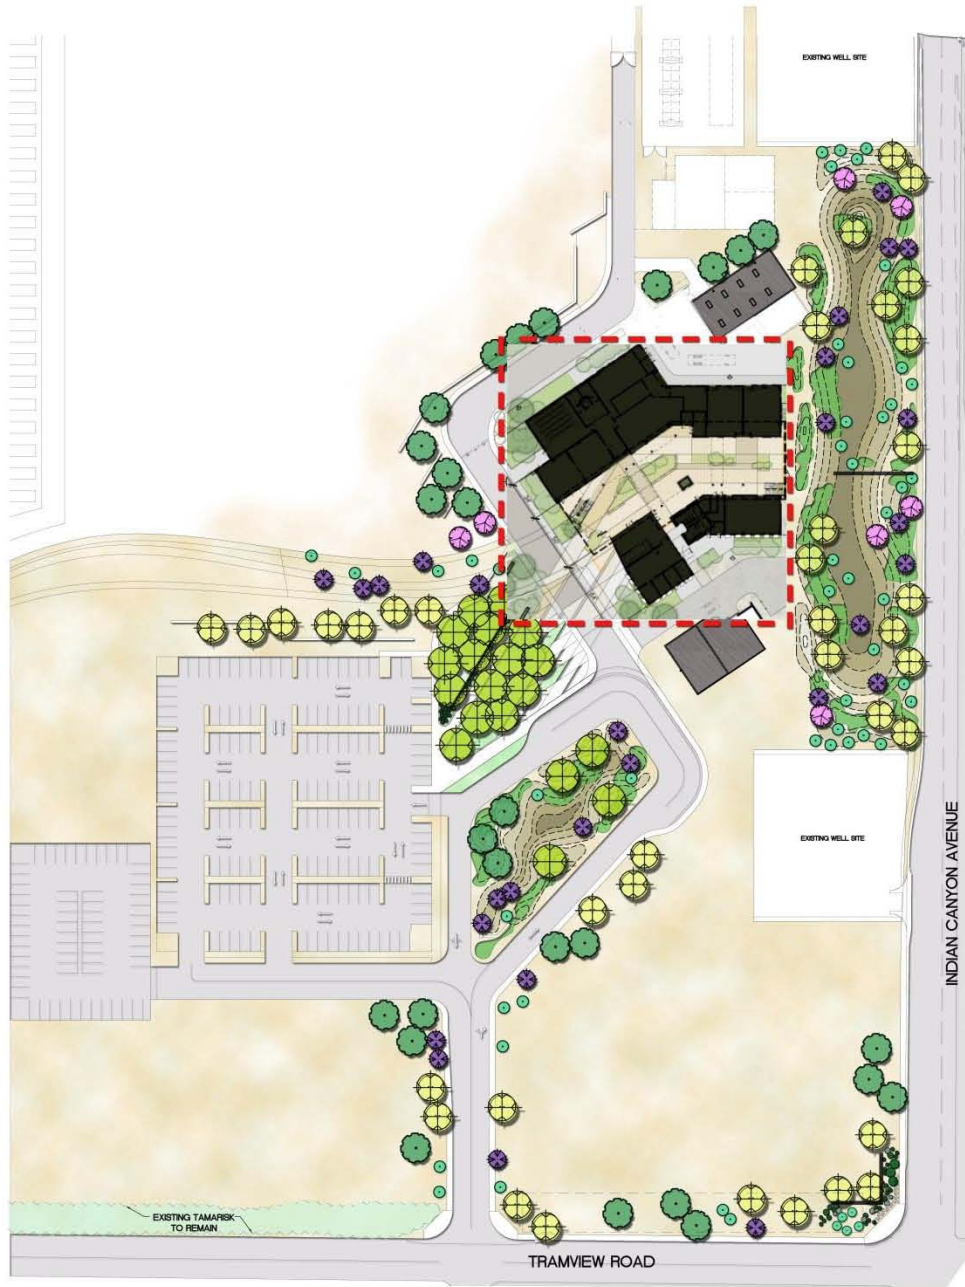 EXISTING WELL SITE
EXISTING WELL SITE
INDIAN CANYON AVENUE
EXISTING TAMARISK
TO REMAIN
TRAMVIEW ROAD